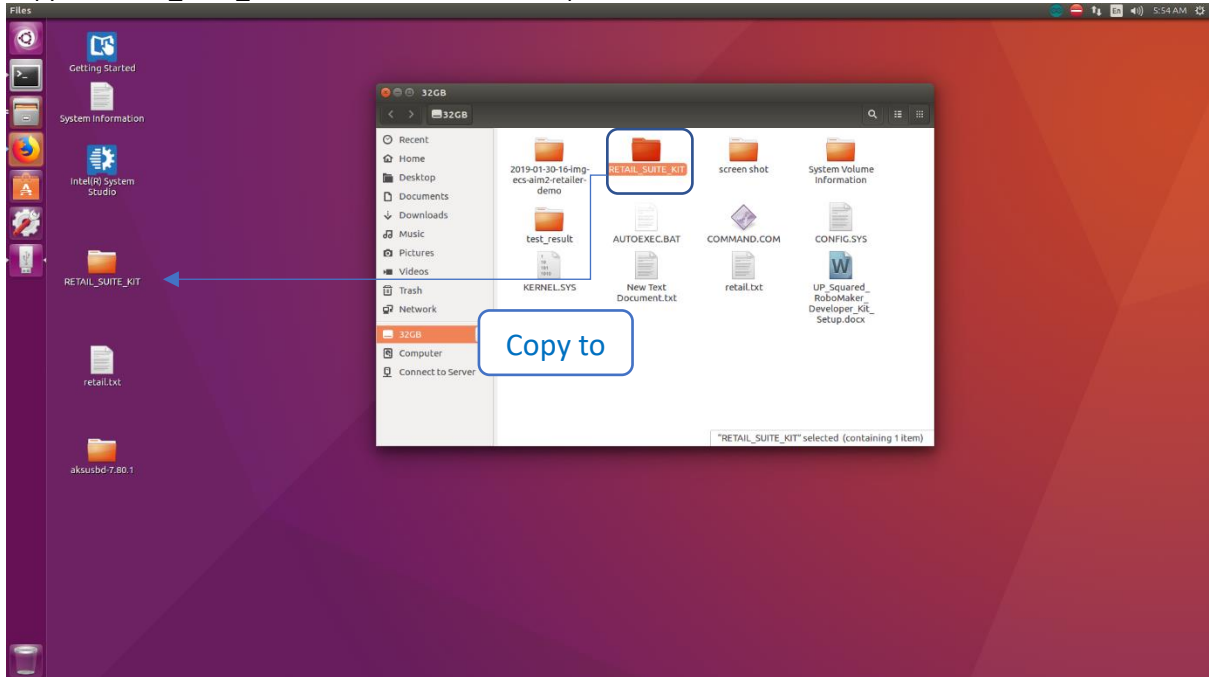 Files
En
5:54 AM
Getting Started
System Information
Intel(R) System
Studio
RETAIL_SUITE_KIT
retail.txt
aksusbd-7.80.1
32GB
32GB
Recent
Home
Desktop
Documents
Downloads
Music
Pictures
Videos
Trash
Network
32GB
Computer
Connect to Server
2019-01-30-16-img-
ecs-aim2-retailer-
demo
RETAIL_SUITE_KIT
screen shot
System Volume
Information
test_result
AUTOEXEC.BAT
COMMAND.COM
CONFIG.SYS
KERNEL.SYS
New Text
Document.txt
retail.txt
UP_Squared_
RoboMaker_
Developer_Kit_
Setup.docx
Copy to
"RETAIL_SUITE_KIT" selected (containing 1 item)